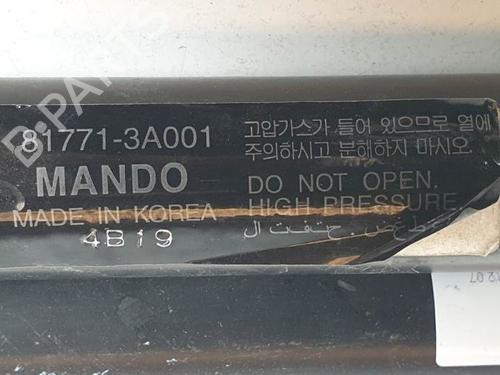 81771-3A001
MANDO
MADE IN KOREA
4B19
고압가스가 들어 있으므로 열에
주의하시고 분해하지 마시오.
DO NOT OPEN.
HIGH PRESSURE.
B-PARTS